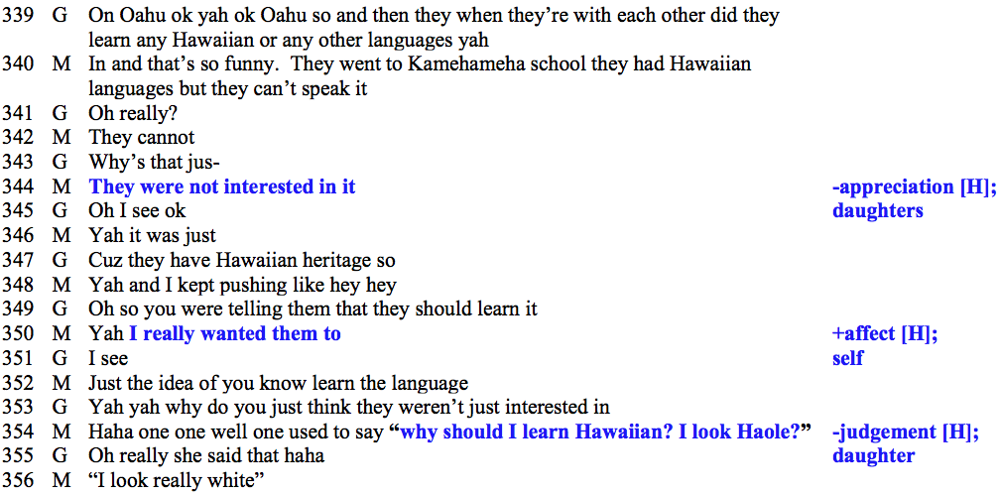 339 G On Oahu ok yah ok Oahu so and then they when they’re with each other did they
learn any Hawaiian or any other languages yah
340 M In and that’s so funny. They went to Kamehameha school they had Hawaiian
languages but they can’t speak it
341 G Oh really?
342 M They cannot
343 G Why’s that jus-
344 M They were not interested in it -appreciation [H];
345 G Oh I see ok daughters
346 M Yah it was just
347 G Cuz they have Hawaiian heritage so
348 M Yah and I kept pushing like hey hey
349 G Oh so you were telling them that they should learn it
350 M Yah I really wanted them to +affect [H];
351 G I see self
352 M Just the idea of you know learn the language
353 G Yah yah why do you just think they weren’t just interested in
354 M Haha one one well one used to say “why should I learn Hawaiian? I look Haole?” -judgement [H];
355 G Oh really she said that haha daughter
356 M “I look really white”